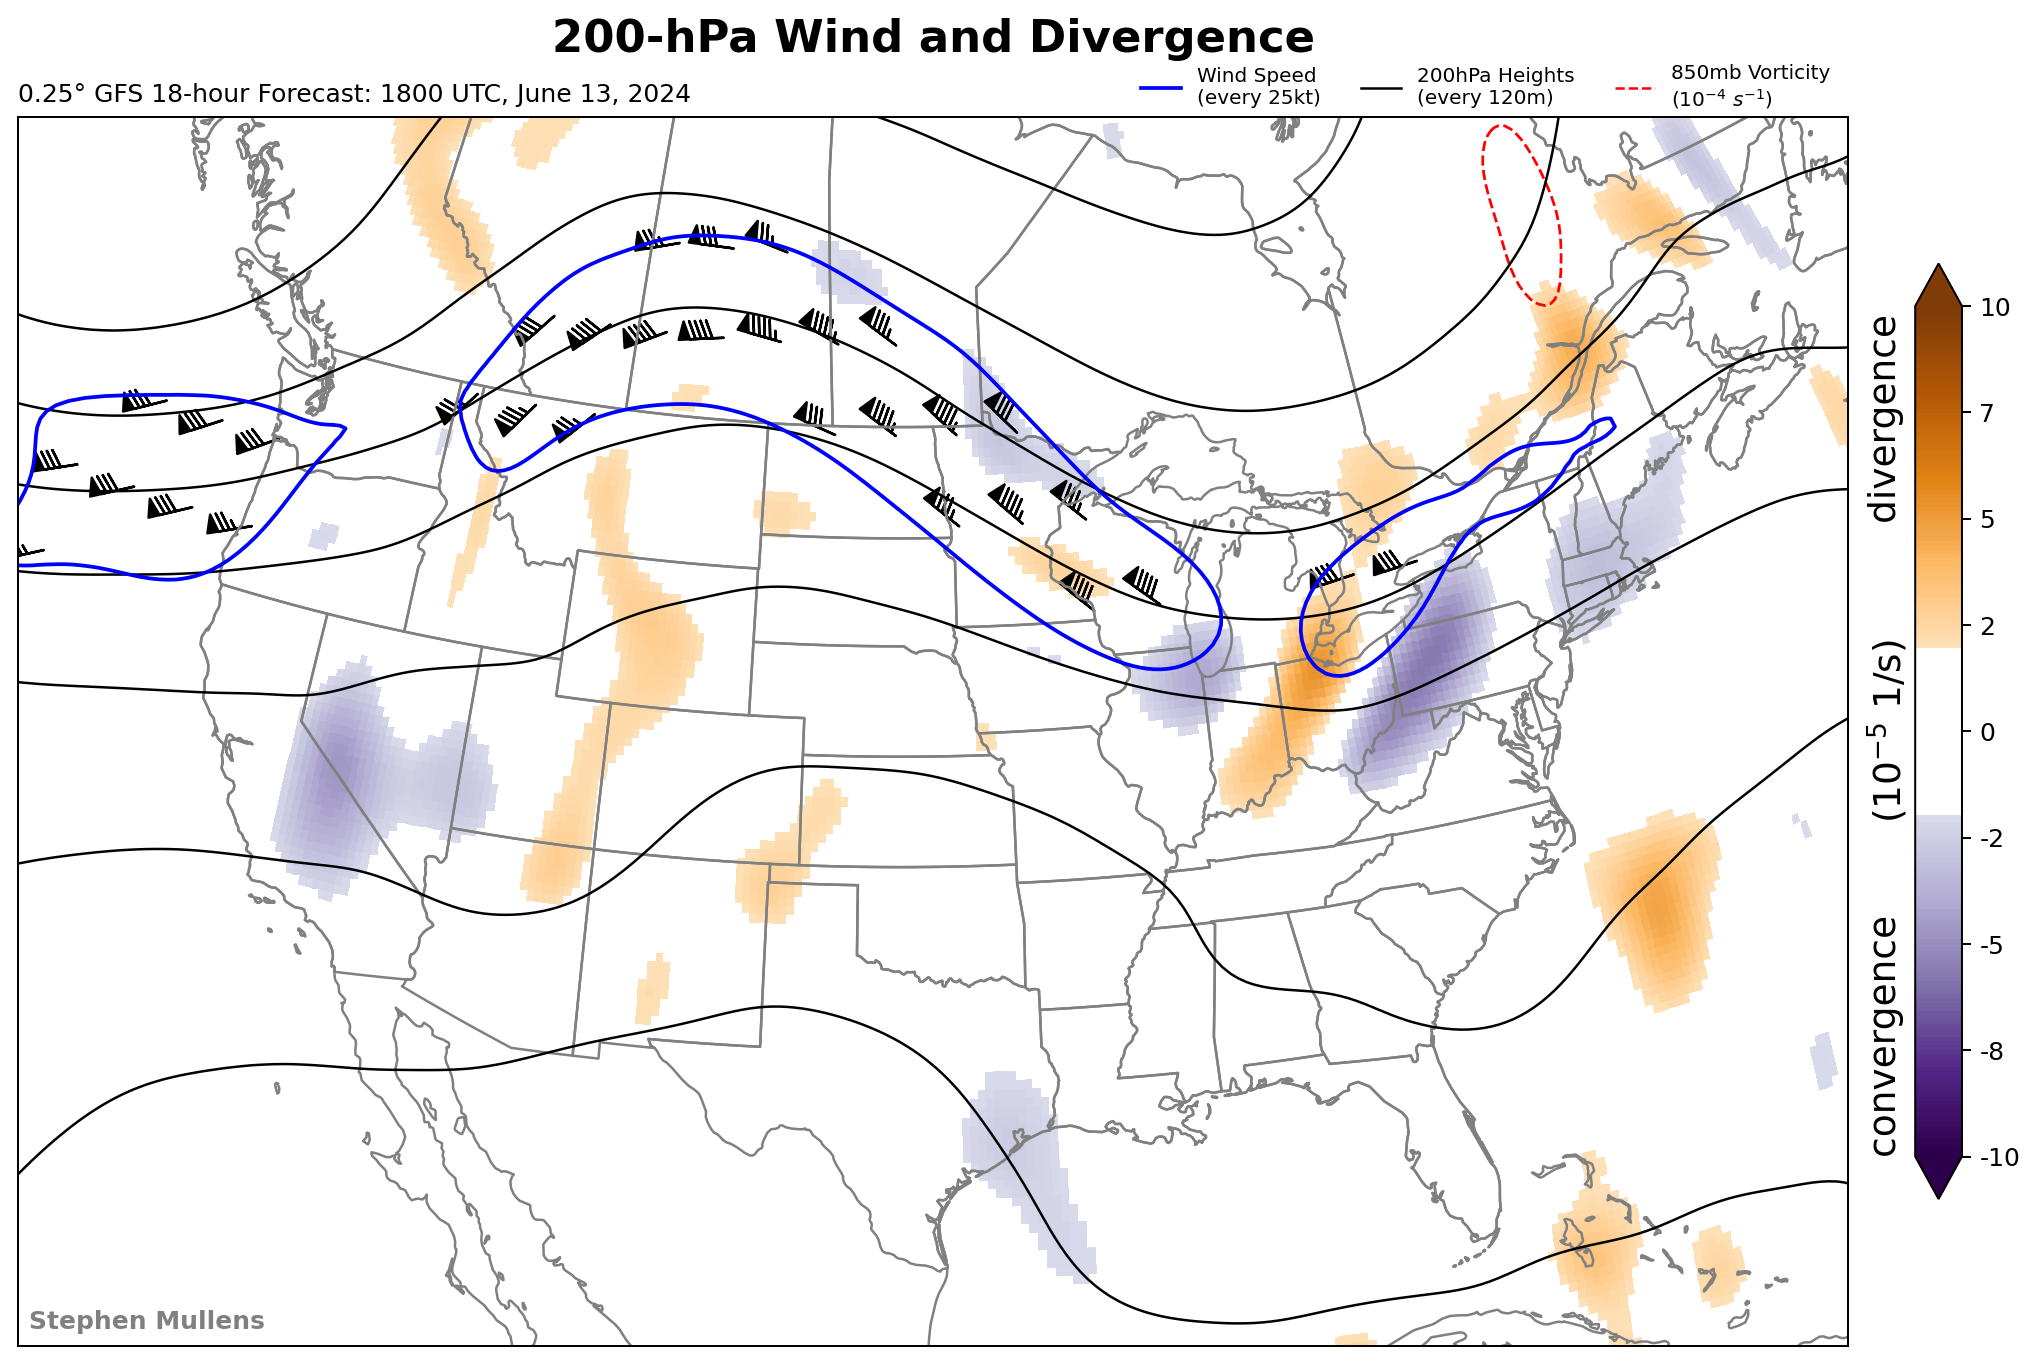 200-hPa Wind and Divergence
0.25° GFS 18-hour Forecast: 1800 UTC, June 13, 2024
Wind Speed
(every 25kt)
200hPa Heights
(every 120m)
850mb Vorticity
(10⁻⁴ s⁻¹)
10
7
5
2
0
-2
-5
-8
-10
convergence (10⁻⁵ 1/s) divergence
Stephen Mullens